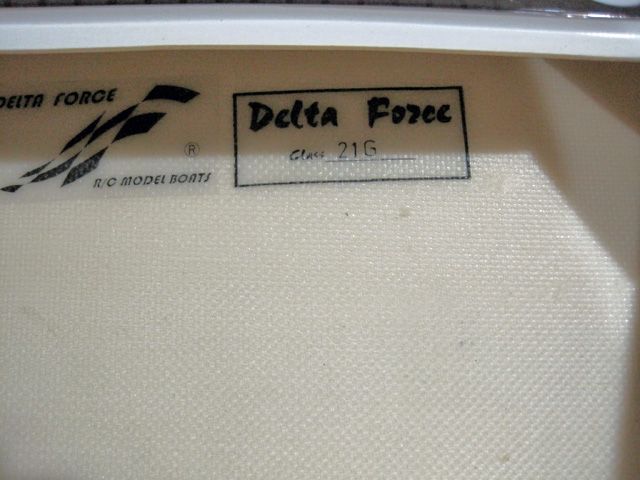 DELTA FORCE
®
R/C MODEL BOATS
Delta Force
Class 21G